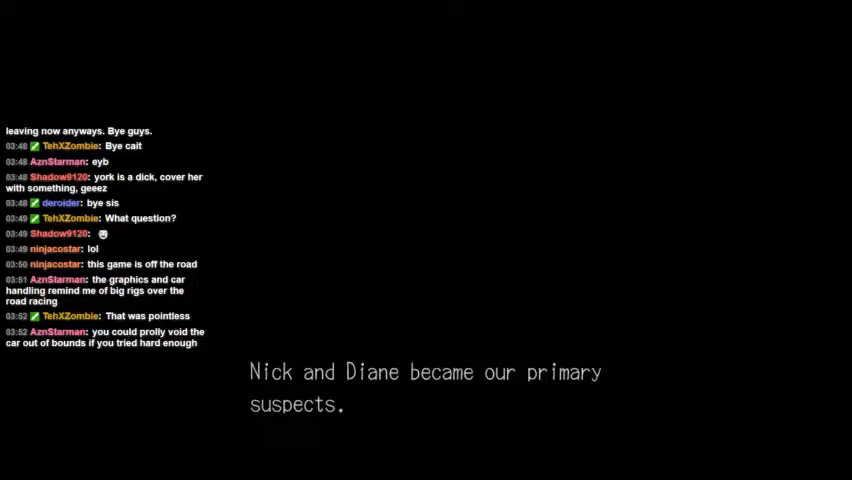 leaving now anyways. Bye guys.
03:48 TehXZombie: Bye cait
03:48 AznStarman: eyb
03:48 Shadow9120: york is a dick, cover her
with something, geeez
03:48 deroider: bye sis
03:49 TehXZombie: What question?
03:49 Shadow9120:
03:49 ninjacostar: lol
03:50 ninjacostar: this game is off the road
03:51 AznStarman: the graphics and car
handling remind me of big rigs over the
road racing
03:52 TehXZombie: That was pointless
03:52 AznStarman: you could prolly void the
car out of bounds if you tried hard enough
Nick and Diane became our primary
suspects.